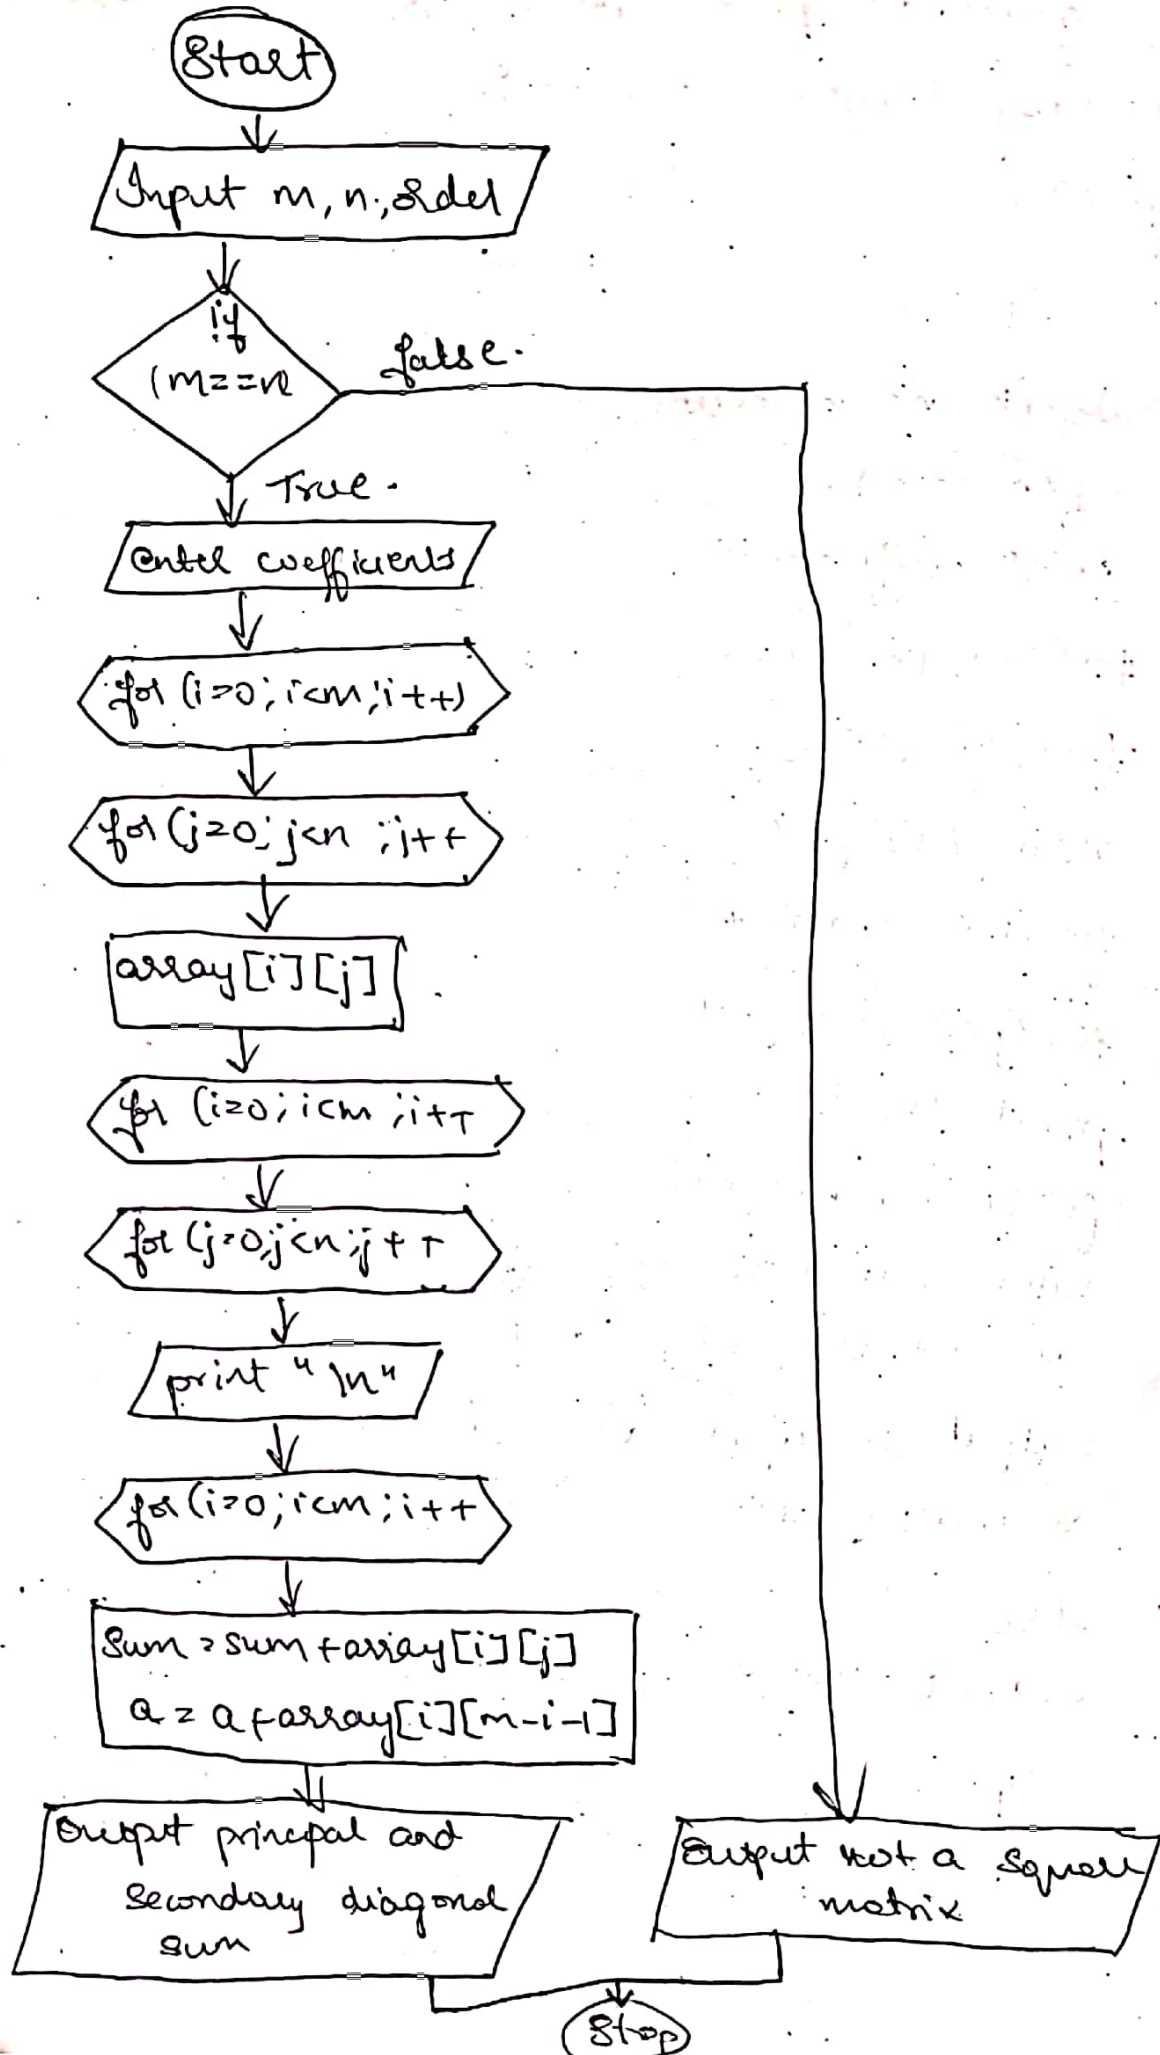 Start
Input m, n, order
if
(m==n
false.
True.
enter coefficients
for (i=0; i<m; i++)
for (j=0; j<n ; j++
array[i][j]
for (i=0; i<m ; i++
for (j=0; j<n; j++
print "\n"
for (i=0; i<m; i++
Sum = sum + array[i][j]
a = a + array[i][m-i-1]
Output principal and
secondary diagonal
sum
Output not a square
matrix
Stop